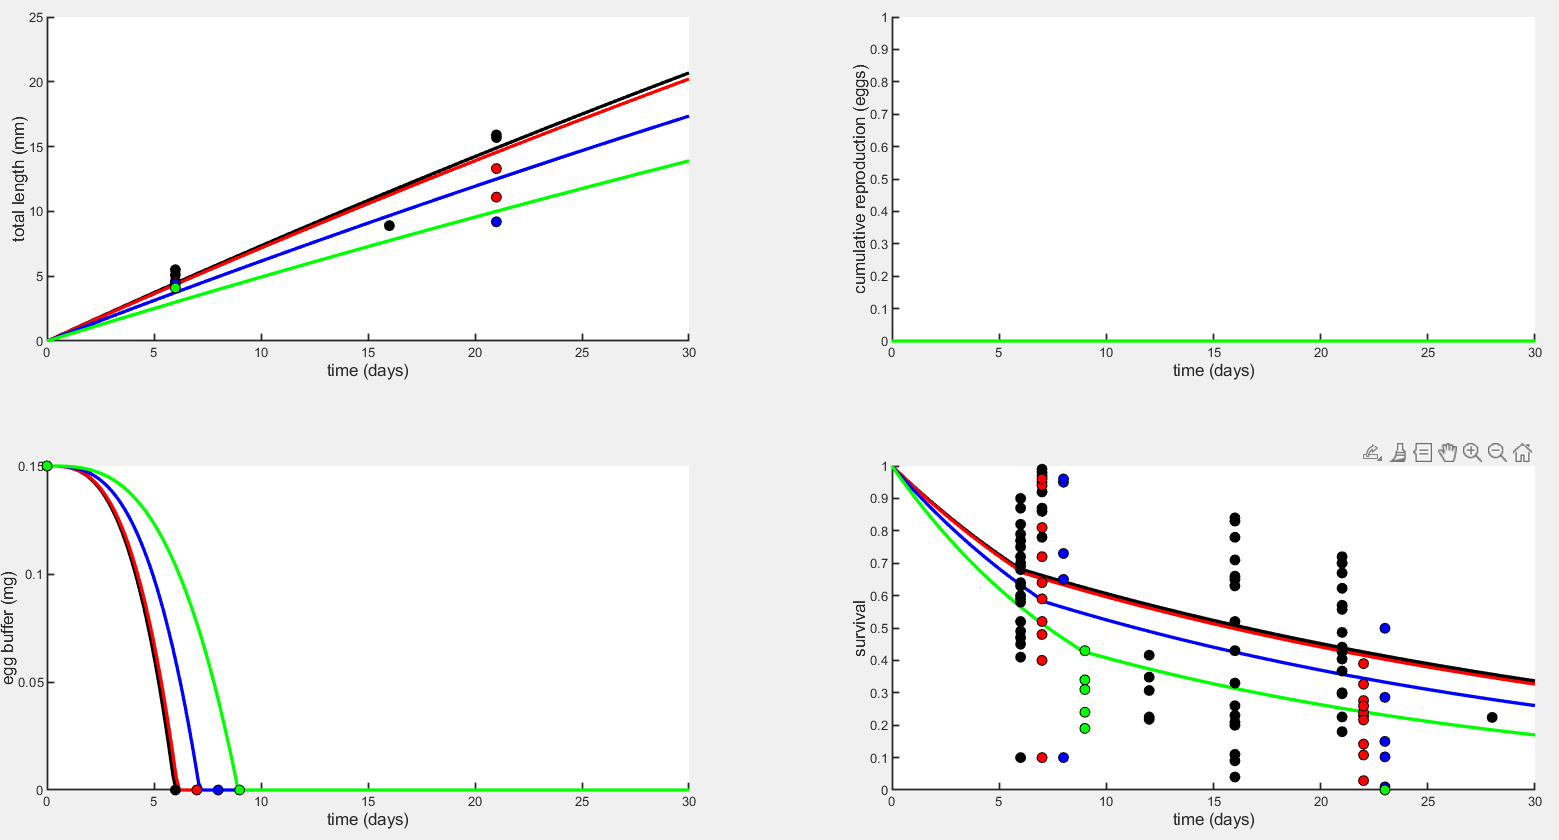 25
20
15
10
5
0
total length (mm)
0 5 10 15 20 25 30
time (days)
1
0.9
0.8
0.7
0.6
0.5
0.4
0.3
0.2
0.1
0
cumulative reproduction (eggs)
0 5 10 15 20 25 30
time (days)
0.15
0.1
0.05
0
egg buffer (mg)
0 5 10 15 20 25 30
time (days)
1
0.9
0.8
0.7
0.6
0.5
0.4
0.3
0.2
0.1
0
survival
0 5 10 15 20 25 30
time (days)